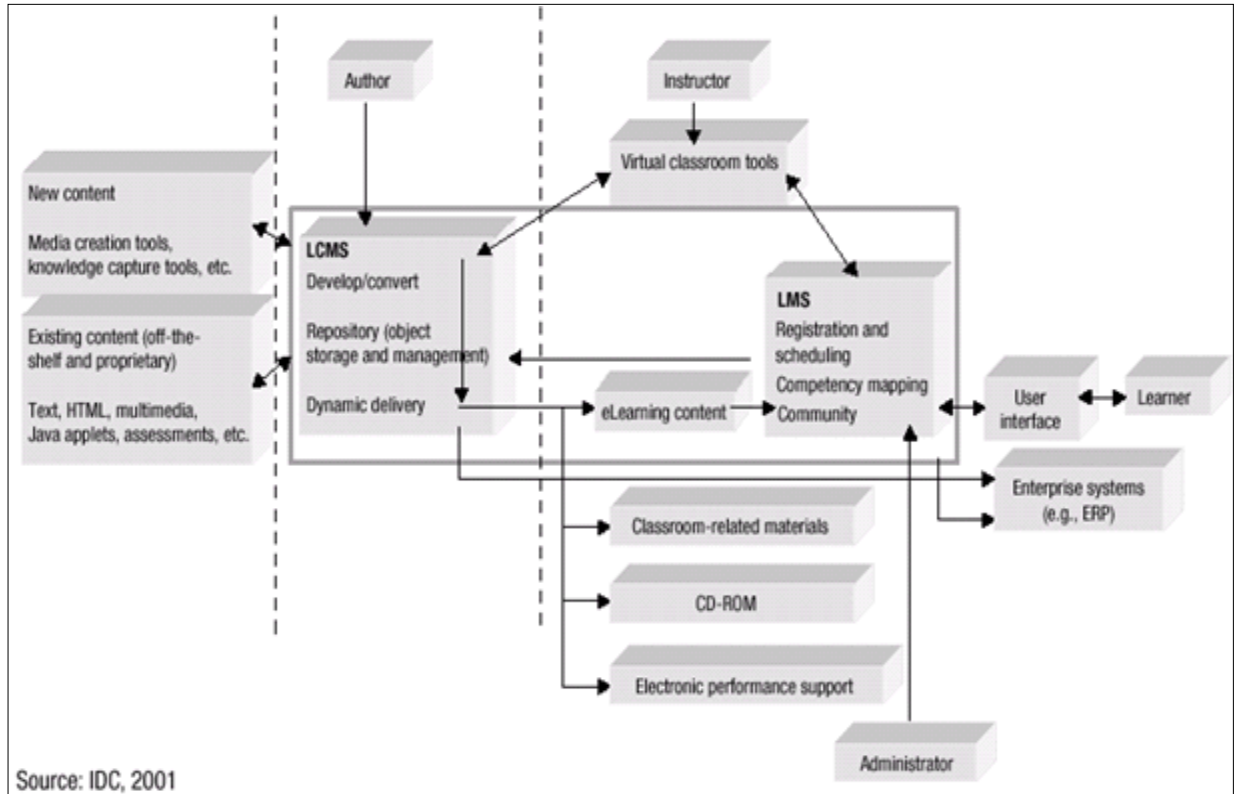 Author
Instructor
Virtual classroom tools
New content
Media creation tools,
knowledge capture tools, etc.
Existing content (off-the-
shelf and proprietary)
Text, HTML, multimedia,
Java applets, assessments, etc.
LCMS
Develop/convert
Repository (object
storage and management)
Dynamic delivery
eLearning content
LMS
Registration and
scheduling
Competency mapping
Community
User
interface
Learner
Enterprise systems
(e.g., ERP)
Classroom-related materials
CD-ROM
Electronic performance support
Administrator
Source: IDC, 2001